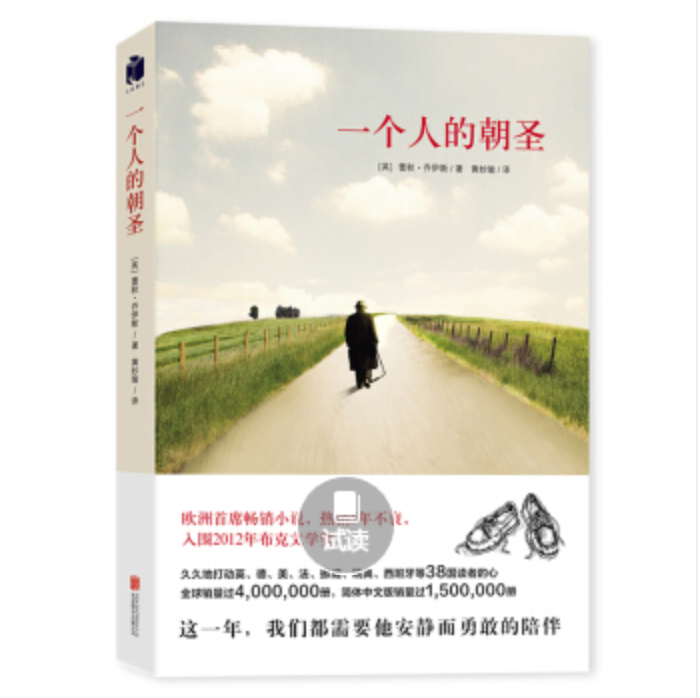 一个人的朝圣
[英] 蕾秋·乔伊斯/著 黄妙瑜/译
一个人的朝圣
[英] 蕾秋·乔伊斯/著 黄妙瑜/译
欧洲首席畅销小说，热 年不衰，
入围2012年布克文学
试读
久久地打动英、德、美、法、 、 、西班牙等38国读者的心
全球销量过4,000,000册，简体中文版销量过1,500,000册
这一年，我们都需要他安静而勇敢的陪伴